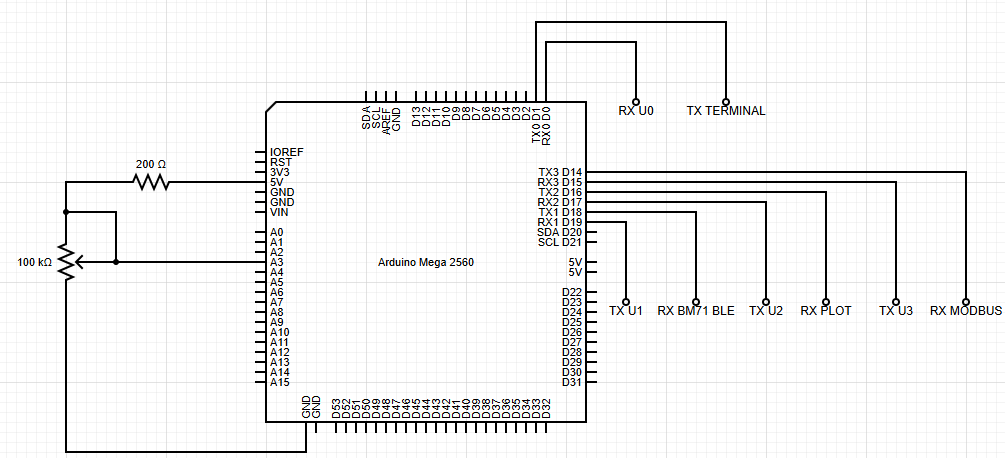 RX U0
TX TERMINAL
SDA
SCL
AREF
GND
D13
D12
D11
D10
D9
D8
D7
D6
D5
D4
D3
D2
TX0 D1
RX0 D0
IOREF
RST
3V3
5V
GND
GND
VIN
A0
A1
A2
A3
A4
A5
A6
A7
A8
A9
A10
A11
A12
A13
A14
A15
200 Ω
100 kΩ
Arduino Mega 2560
TX3 D14
RX3 D15
TX2 D16
RX2 D17
TX1 D18
RX1 D19
SDA D20
SCL D21
5V
5V
D22
D23
D24
D25
D26
D27
D28
D29
D30
D31
TX U1
RX BM71 BLE
TX U2
RX PLOT
TX U3
RX MODBUS
GND
GND
D53
D52
D51
D50
D49
D48
D47
D46
D45
D44
D43
D42
D41
D40
D39
D38
D37
D36
D35
D34
D33
D32